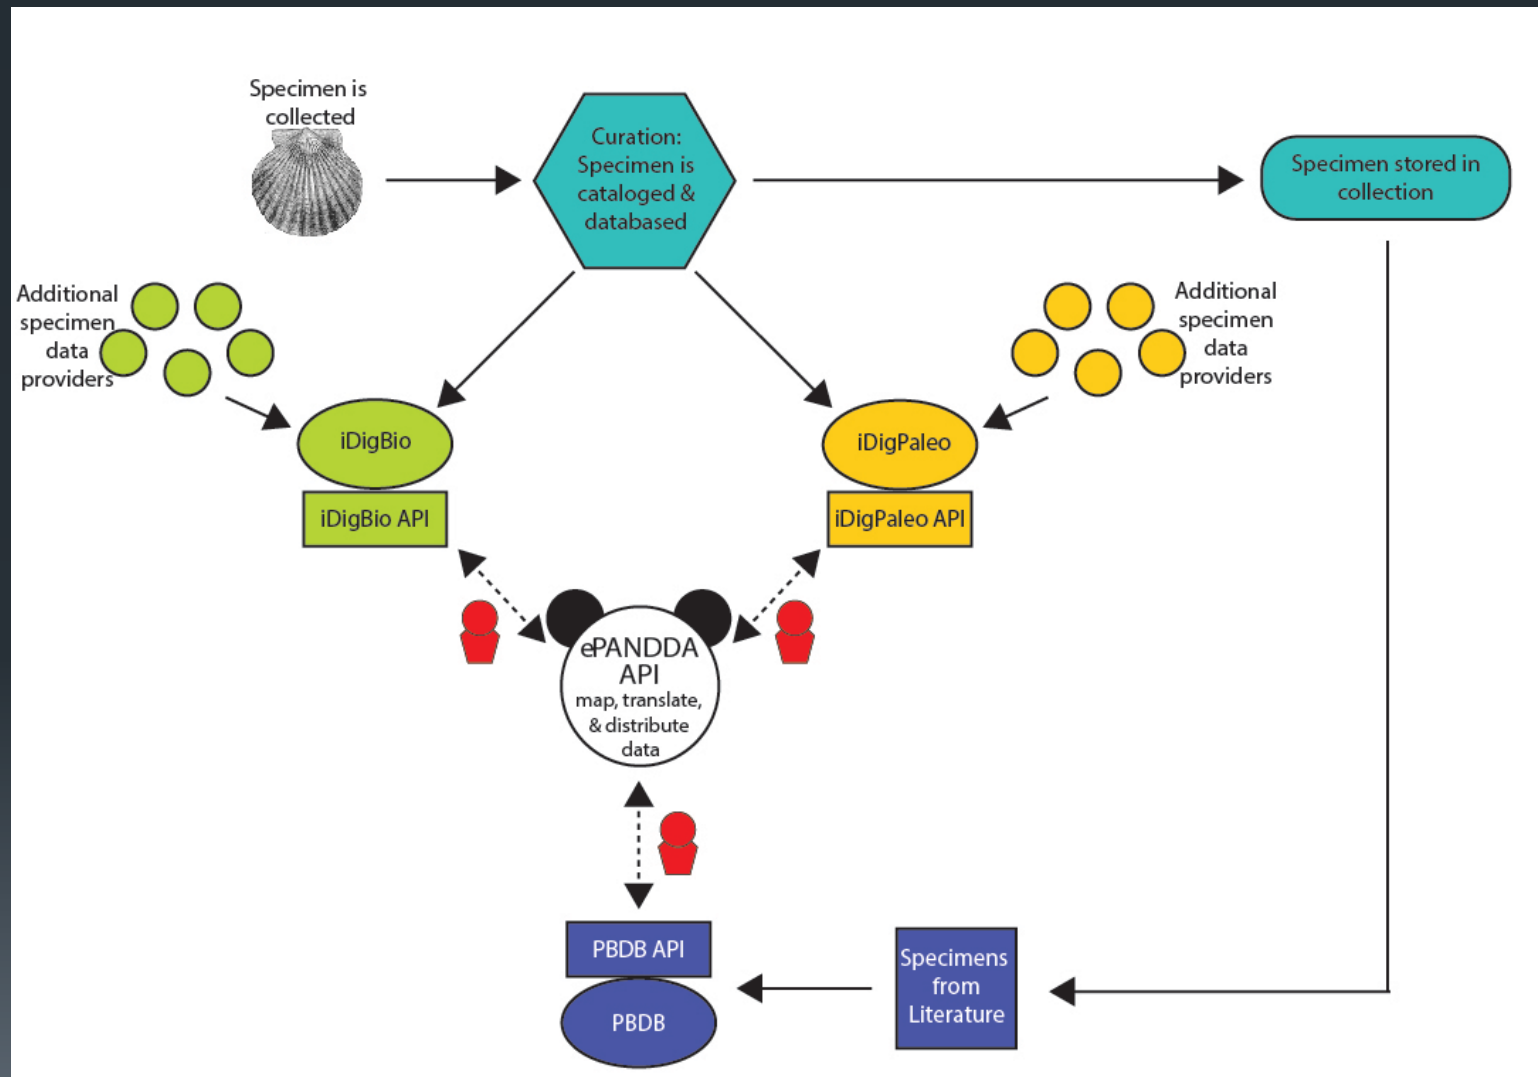 Specimen is
collected
Curation:
Specimen is
cataloged &
databased
Specimen stored in
collection
Additional
specimen
data
providers
Additional
specimen
data
providers
iDigBio
iDigBio API
iDigPaleo
iDigPaleo API
ePANDDA
API
map, translate,
& distribute
data
PBDB API
PBDB
Specimens
from
Literature